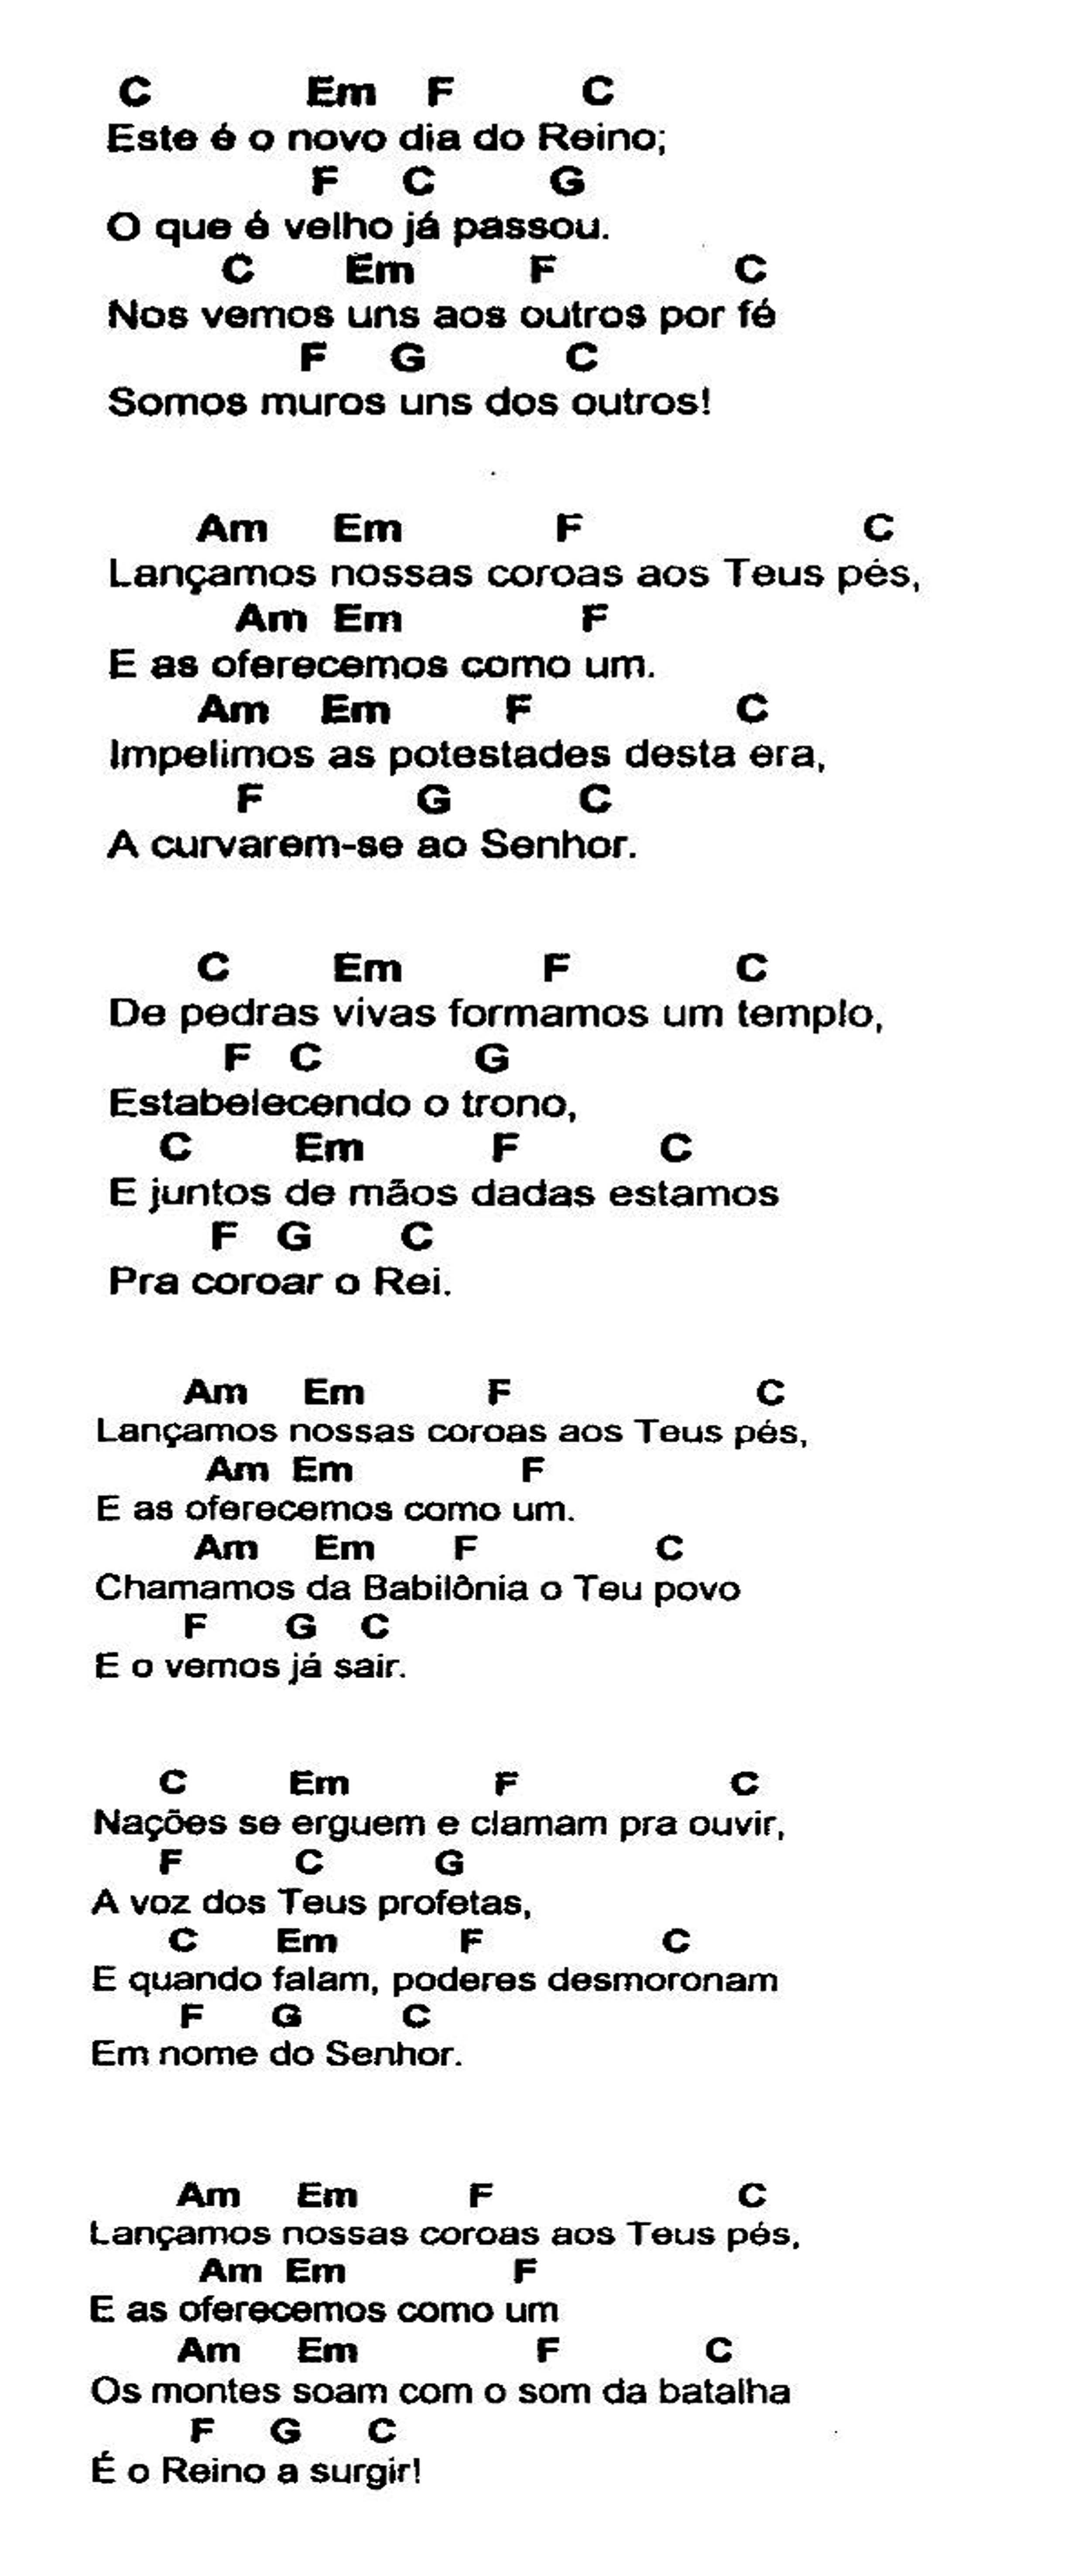 C Em F C
Este é o novo dia do Reino;
F C G
O que é velho já passou.
C Em F C
Nos vemos uns aos outros por fé
F G C
Somos muros uns dos outros!
Am Em F C
Lançamos nossas coroas aos Teus pés,
Am Em F
E as oferecemos como um.
Am Em F C
Impelimos as potestades desta era,
F G C
A curvarem-se ao Senhor.
C Em F C
De pedras vivas formamos um templo,
F C G
Estabelecendo o trono,
C Em F C
E juntos de mãos dadas estamos
F G C
Pra coroar o Rei.
Am Em F C
Lançamos nossas coroas aos Teus pés,
Am Em F
E as oferecemos como um.
Am Em F C
Chamamos da Babilônia o Teu povo
F G C
E o vemos já sair.
C Em F C
Nações se erguem e clamam pra ouvir,
F C G
A voz dos Teus profetas,
C Em F C
E quando falam, poderes desmoronam
F G C
Em nome do Senhor.
Am Em F C
Lançamos nossas coroas aos Teus pés,
Am Em F
E as oferecemos como um
Am Em F C
Os montes soam com o som da batalha
F G C
É o Reino a surgir!